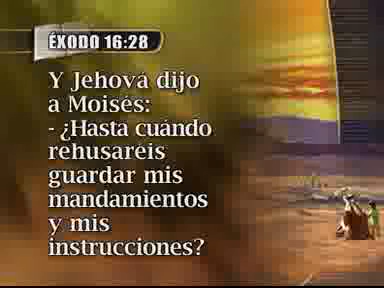 ÉXODO 16:28
Y Jehová dijo
a Moisés:
- ¿Hasta cuándo
rehusaréis
guardar mis
mandamientos
y mis
instrucciones?